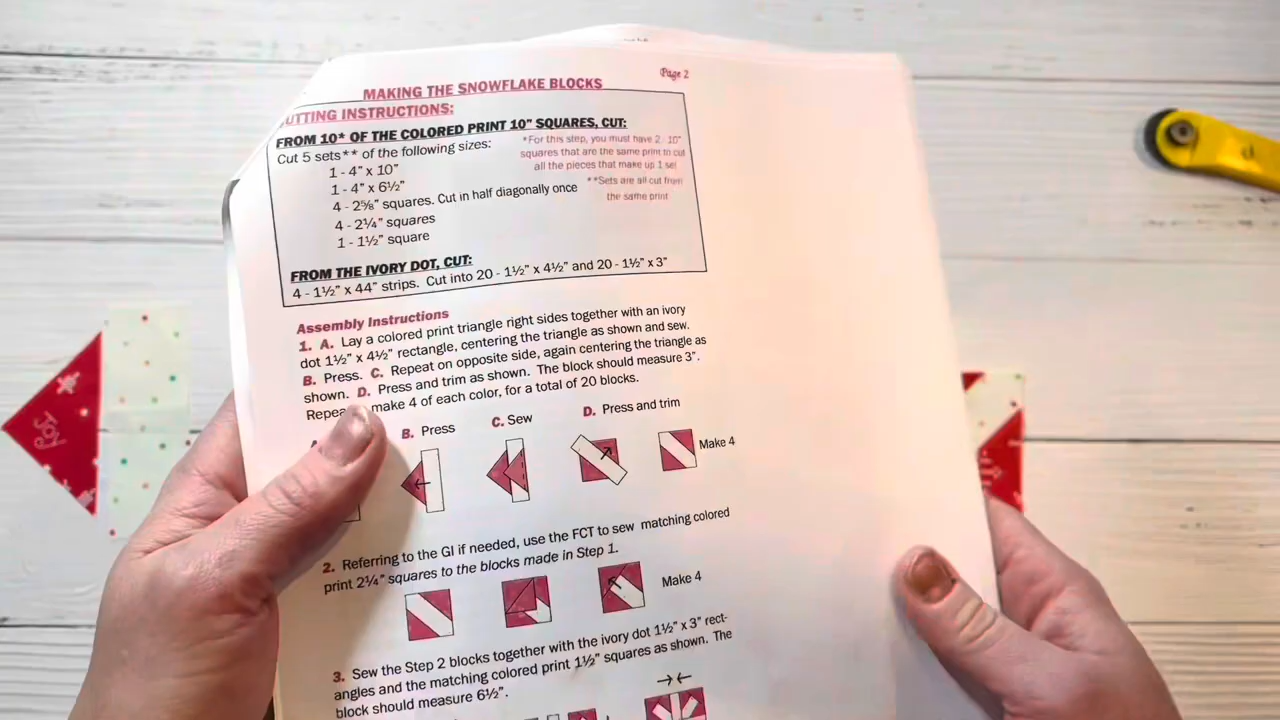 Page 2
MAKING THE SNOWFLAKE BLOCKS
UTTING INSTRUCTIONS:
FROM 10* OF THE COLORED PRINT 10" SQUARES, CUT:
Cut 5 sets** of the following sizes:
1 - 4" x 10"
1 - 4" x 6½"
4 - 2⅝" squares. Cut in half diagonally once
4 - 2¼" squares
1 - 1½" square
*For this step, you must have 2 - 10"
squares that are the same print to cut
all the pieces that make up 1 set
**Sets are all cut from
the same print
FROM THE IVORY DOT, CUT:
4 - 1½" x 44" strips. Cut into 20 - 1½" x 4½" and 20 - 1½" x 3"
Assembly Instructions
1. A. Lay a colored print triangle right sides together with an ivory
dot 1½" x 4½" rectangle, centering the triangle as shown and sew.
B. Press. C. Repeat on opposite side, again centering the triangle as
shown. D. Press and trim as shown. The block should measure 3".
Repea make 4 of each color, for a total of 20 blocks.
B. Press
C. Sew
D. Press and trim
Make 4
2. Referring to the GI if needed, use the FCT to sew matching colored
print 2¼" squares to the blocks made in Step 1.
Make 4
3. Sew the Step 2 blocks together with the ivory dot 1½" x 3" rect-
angles and the matching colored print 1½" squares as shown. The
block should measure 6½".
Joy